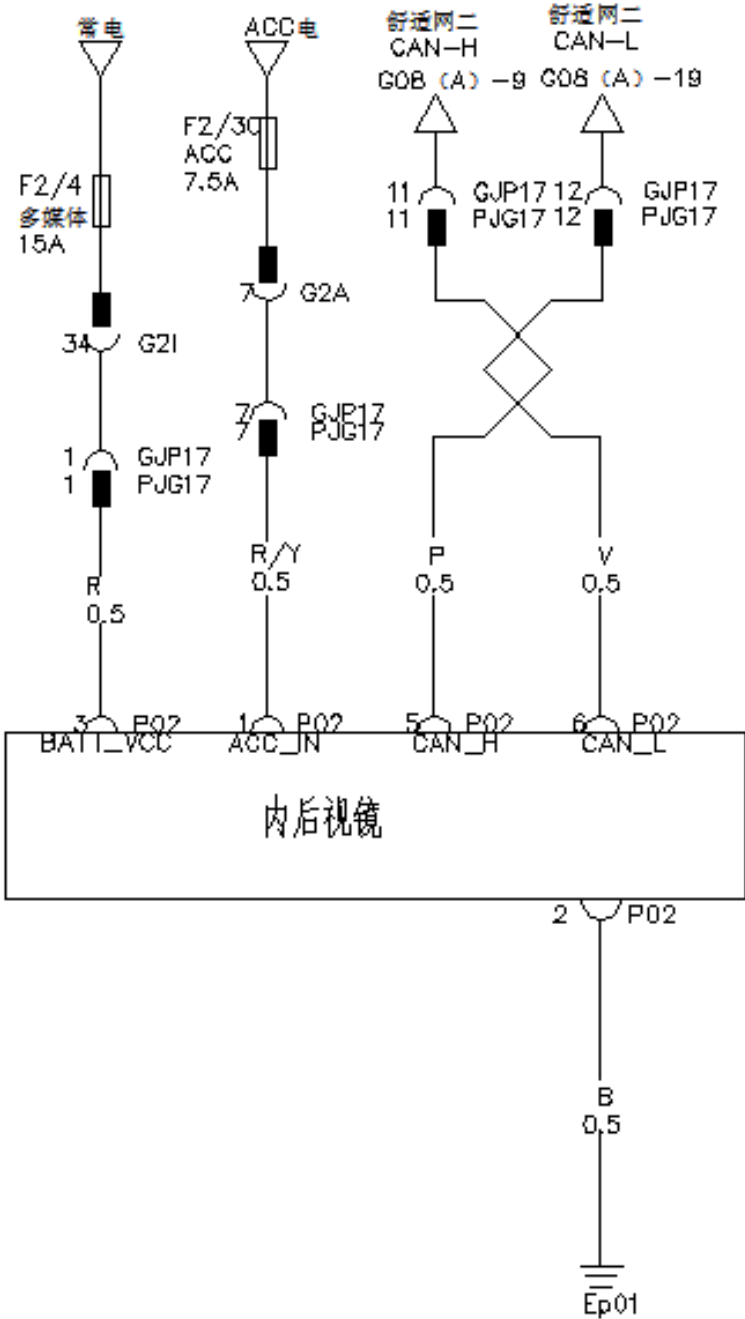 常电
ACC电
舒适网二
CAN-H
G08 (A) -9
舒适网二
CAN-L
G08 (A) -19
F2/4
多媒体
15A
F2/30
ACC
7.5A
11 GJP17
11 PJG17
12 GJP17
12 PJG17
34 G2I
7 G2A
1 GJP17
1 PJG17
7 GJP17
7 PJG17
R
0.5
R/Y
0.5
P
0.5
V
0.5
3 P02
BATT_VCC
1 P02
ACC_IN
5 P02
CAN_H
6 P02
CAN_L
内后视镜
2 P02
B
0.5
Ep01